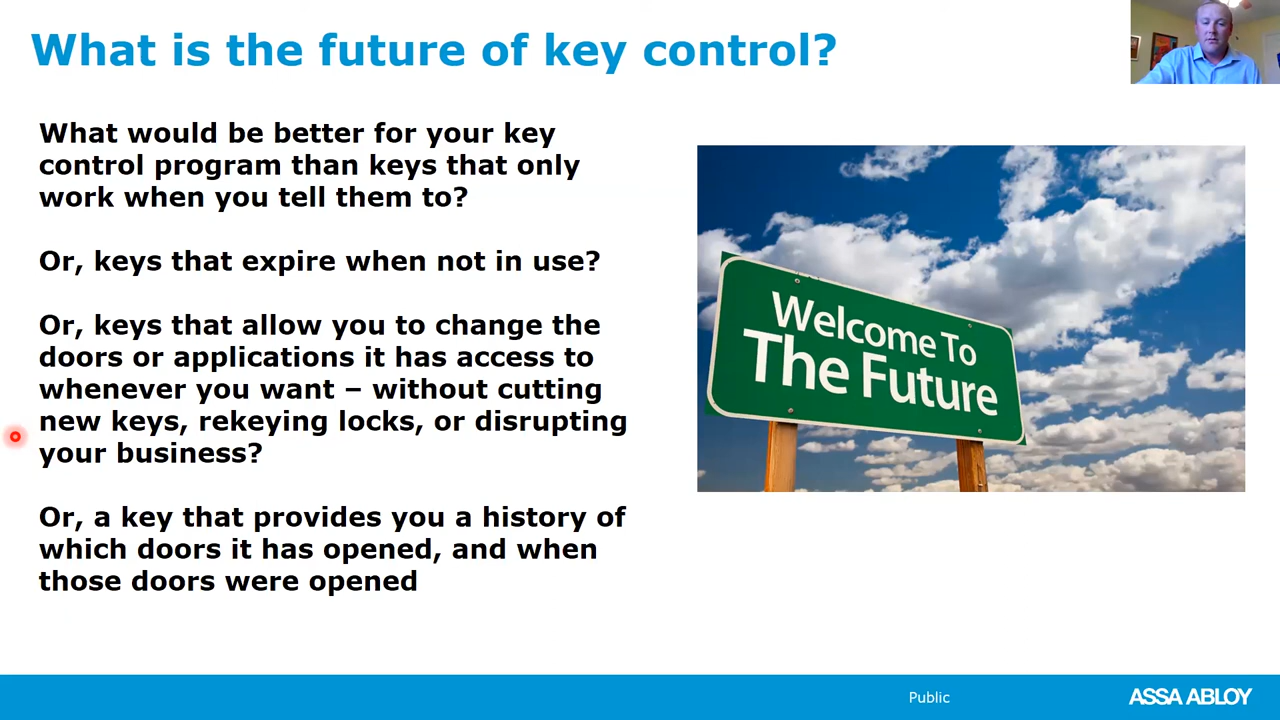 What is the future of key control?
What would be better for your key
control program than keys that only
work when you tell them to?
Or, keys that expire when not in use?
Or, keys that allow you to change the
doors or applications it has access to
whenever you want – without cutting
new keys, rekeying locks, or disrupting
your business?
Or, a key that provides you a history of
which doors it has opened, and when
those doors were opened
Welcome To
The Future
Public
ASSA ABLOY